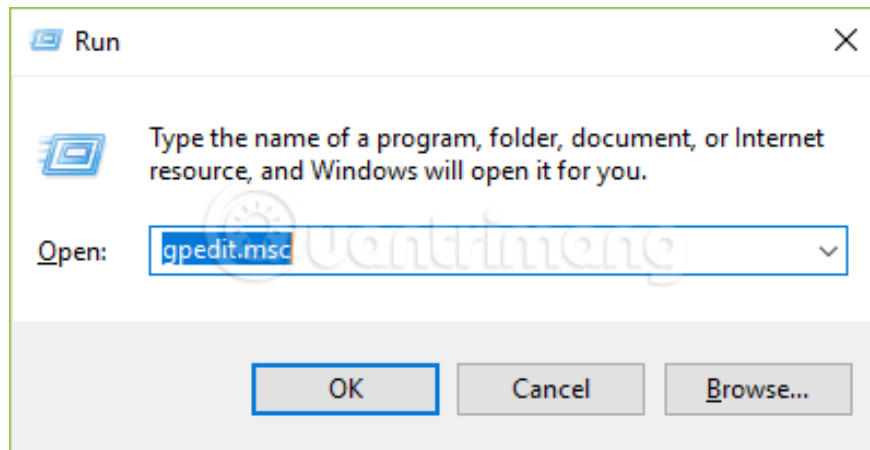 Run
Type the name of a program, folder, document, or Internet
resource, and Windows will open it for you.
Open: gpedit.msc
Quantrimang
OK Cancel Browse...